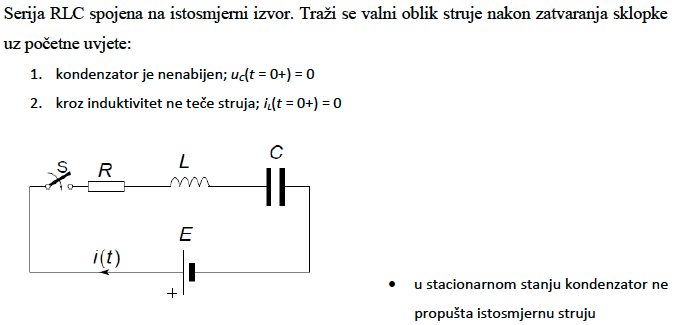 Serija RLC spojena na istosmjerni izvor. Traži se valni oblik struje nakon zatvaranja sklopke
uz početne uvjete:
1. kondenzator je nenabijen; uc(t = 0+) = 0
2. kroz induktivitet ne teče struja; iL(t = 0+) = 0
S R L C
E
i(t)
+
• u stacionarnom stanju kondenzator ne
propušta istosmjernu struju